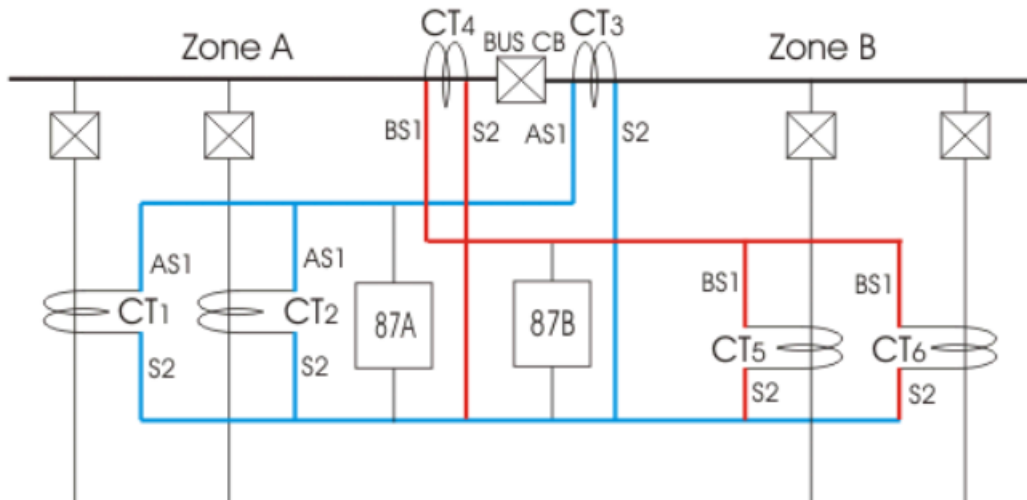 CT4
BUS CB
CT3
Zone A
Zone B
BS1
S2
AS1
S2
AS1
CT1
S2
AS1
CT2
S2
87A
87B
BS1
CT5
S2
BS1
CT6
S2